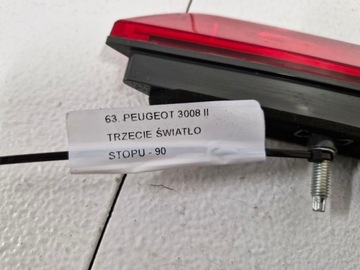 63. PEUGEOT 3008 II
TRZECIE ŚWIATŁO
STOPU - 90